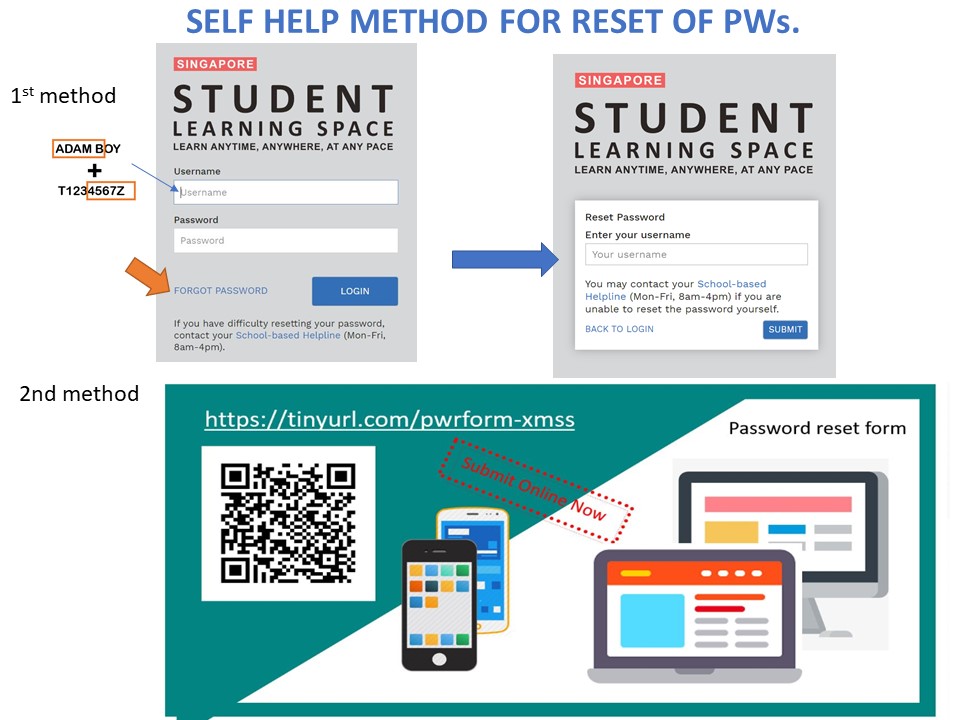 SELF HELP METHOD FOR RESET OF PWs.
1st method
ADAM BOY
+
T1234567Z
SINGAPORE
STUDENT
LEARNING SPACE
LEARN ANYTIME, ANYWHERE, AT ANY PACE
Username
Username
Password
Password
FORGOT PASSWORD
LOGIN
If you have difficulty resetting your password,
contact your School-based Helpline (Mon-Fri,
8am-4pm).
SINGAPORE
STUDENT
LEARNING SPACE
LEARN ANYTIME, ANYWHERE, AT ANY PACE
Reset Password
Enter your username
Your username
You may contact your School-based
Helpline (Mon-Fri, 8am-4pm) if you are
unable to reset the password yourself.
BACK TO LOGIN
SUBMIT
2nd method
https://tinyurl.com/pwrform-xmss
Password reset form
Submit Online Now